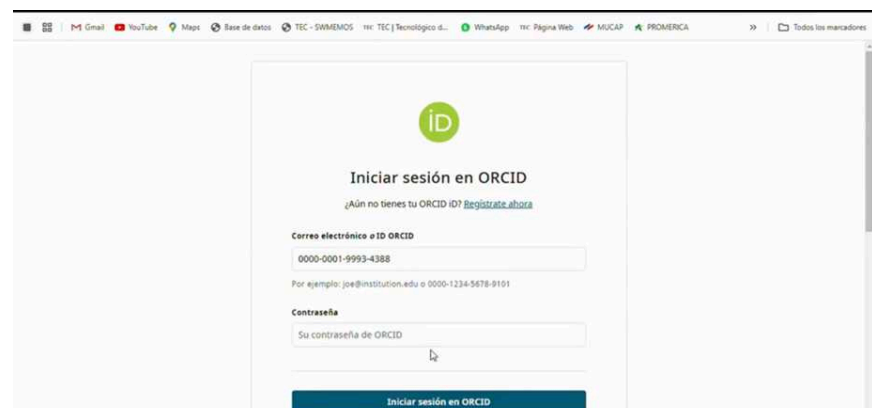 Gmail YouTube Maps Base de datos TEC - SWMEMOS TEC TEC | Tecnológico d... WhatsApp TEC Página Web MUCAP PROMERICA » Todos los marcadores
iD
Iniciar sesión en ORCID
¿Aún no tienes tu ORCID iD? Regístrate ahora
Correo electrónico o ID ORCID
0000-0001-9993-4388
Por ejemplo: joe@institution.edu o 0000-1234-5678-9101
Contraseña
Su contraseña de ORCID
Iniciar sesión en ORCID